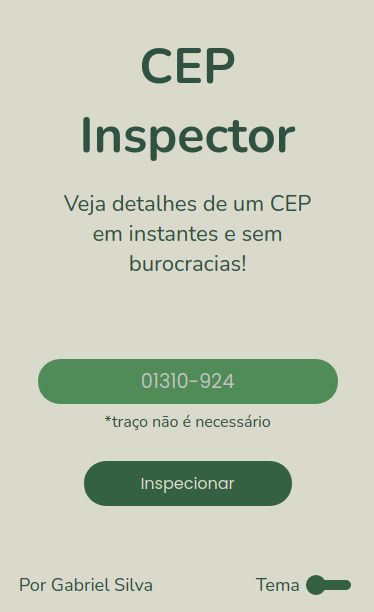 CEP
Inspector
Veja detalhes de um CEP
em instantes e sem
burocracias!
01310-924
*traço não é necessário
Inspecionar
Por Gabriel Silva
Tema